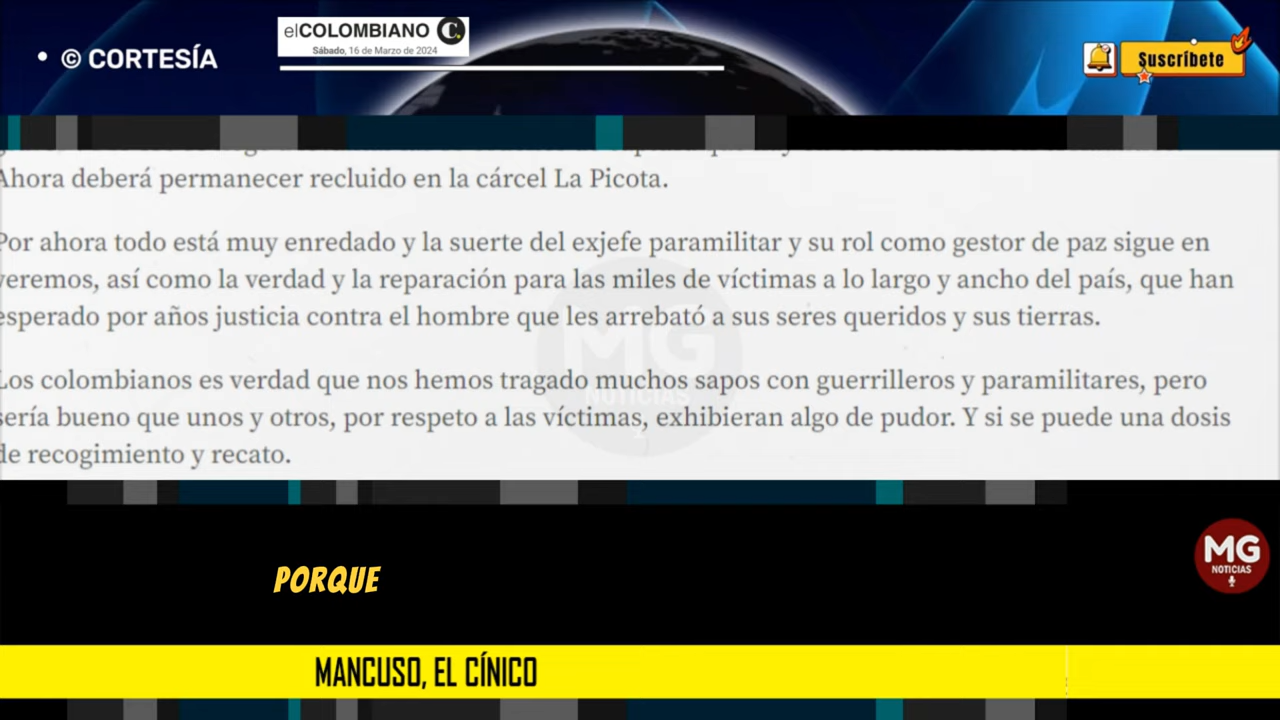 • © CORTESÍA
elCOLOMBIANO C.
Sábado, 16 de Marzo de 2024
Suscríbete
Ahora deberá permanecer recluido en la cárcel La Picota.
Por ahora todo está muy enredado y la suerte del exjefe paramilitar y su rol como gestor de paz sigue en
veremos, así como la verdad y la reparación para las miles de víctimas a lo largo y ancho del país, que han
esperado por años justicia contra el hombre que les arrebató a sus seres queridos y sus tierras.
Los colombianos es verdad que nos hemos tragado muchos sapos con guerrilleros y paramilitares, pero
sería bueno que unos y otros, por respeto a las víctimas, exhibieran algo de pudor. Y si se puede una dosis
de recogimiento y recato.
MG
NOTICIAS
MG
NOTICIAS
PORQUE
MANCUSO, EL CÍNICO